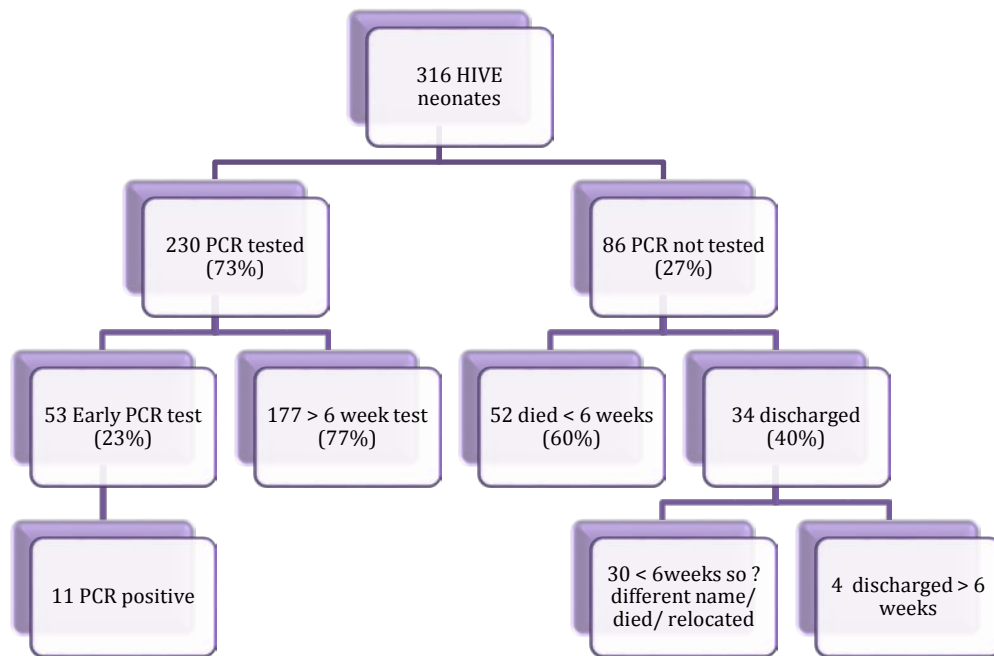 316 HIVE
neonates
230 PCR tested
(73%)
86 PCR not tested
(27%)
53 Early PCR test
(23%)
177 > 6 week test
(77%)
52 died < 6 weeks
(60%)
34 discharged
(40%)
11 PCR positive
30 < 6weeks so ?
different name/
died/ relocated
4 discharged > 6
weeks